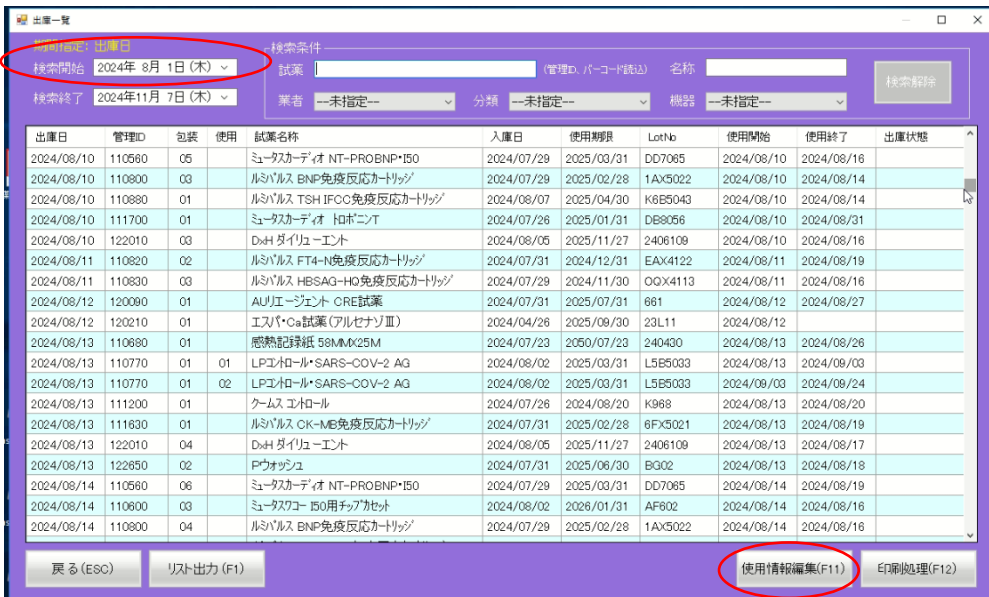 出庫一覧
期間指定: 出庫日
検索開始 2024年 8月 1日(木)
検索終了 2024年11月 7日(木)
検索条件
試薬 (管理ID、バーコード読込) 名称
業者 --未指定-- 分類 --未指定-- 機器 --未指定--
検索解除
出庫日 管理ID 包装 使用 試薬名称 入庫日 使用期限 LotNo 使用開始 使用終了 出庫状態
2024/08/10 110560 05 ミュータスカーディオ NT-PROBNP・I50 2024/07/29 2025/03/31 DD7065 2024/08/10 2024/08/16
2024/08/10 110800 03 ルミパルス BNP免疫反応カートリッジ 2024/07/29 2025/02/28 1AX5022 2024/08/10 2024/08/14
2024/08/10 110880 01 ルミパルス TSH IFCC免疫反応カートリッジ 2024/08/07 2025/04/30 K6B5043 2024/08/10 2024/08/14
2024/08/10 111700 01 ミュータスカーディオ トロポニンT 2024/07/26 2025/01/31 DB8056 2024/08/10 2024/08/31
2024/08/10 122010 03 DxH ダイリューエント 2024/08/05 2025/11/27 2406109 2024/08/10 2024/08/16
2024/08/11 110820 02 ルミパルス FT4-N免疫反応カートリッジ 2024/07/31 2024/12/31 EAX4122 2024/08/11 2024/08/19
2024/08/11 110830 03 ルミパルス HBSAG-HQ免疫反応カートリッジ 2024/07/29 2024/11/30 OQX4113 2024/08/11 2024/08/16
2024/08/12 120090 01 AUリエージェント CRE試薬 2024/07/31 2025/07/31 661 2024/08/12 2024/08/27
2024/08/12 120210 01 エスパ・Ca試薬(アルセナゾⅢ) 2024/04/26 2025/09/30 23L11 2024/08/12
2024/08/13 110680 01 感熱記録紙 58MMX25M 2024/07/23 2050/07/23 240430 2024/08/13 2024/08/26
2024/08/13 110770 01 01 LPコントロール・SARS-COV-2 AG 2024/08/02 2025/03/31 L5B5033 2024/08/13 2024/09/03
2024/08/13 110770 01 02 LPコントロール・SARS-COV-2 AG 2024/08/02 2025/03/31 L5B5033 2024/09/03 2024/09/24
2024/08/13 111200 01 クームス コントロール 2024/07/26 2024/08/20 K968 2024/08/13 2024/08/20
2024/08/13 111630 01 ルミパルス CK-MB免疫反応カートリッジ 2024/07/31 2025/02/28 6FX5021 2024/08/13 2024/08/19
2024/08/13 122010 04 DxH ダイリューエント 2024/08/05 2025/11/27 2406109 2024/08/13 2024/08/17
2024/08/13 122650 02 Pウォッシュ 2024/07/31 2025/06/30 BG02 2024/08/13 2024/08/18
2024/08/14 110560 06 ミュータスカーディオ NT-PROBNP・I50 2024/07/29 2025/03/31 DD7065 2024/08/14 2024/08/19
2024/08/14 110600 03 ミュータスワコー I50用チップカセット 2024/08/02 2026/01/31 AF602 2024/08/14 2024/08/16
2024/08/14 110800 04 ルミパルス BNP免疫反応カートリッジ 2024/07/29 2025/02/28 1AX5022 2024/08/14 2024/08/16
戻る(ESC) リスト出力(F1) 使用情報編集(F11) 印刷処理(F12)